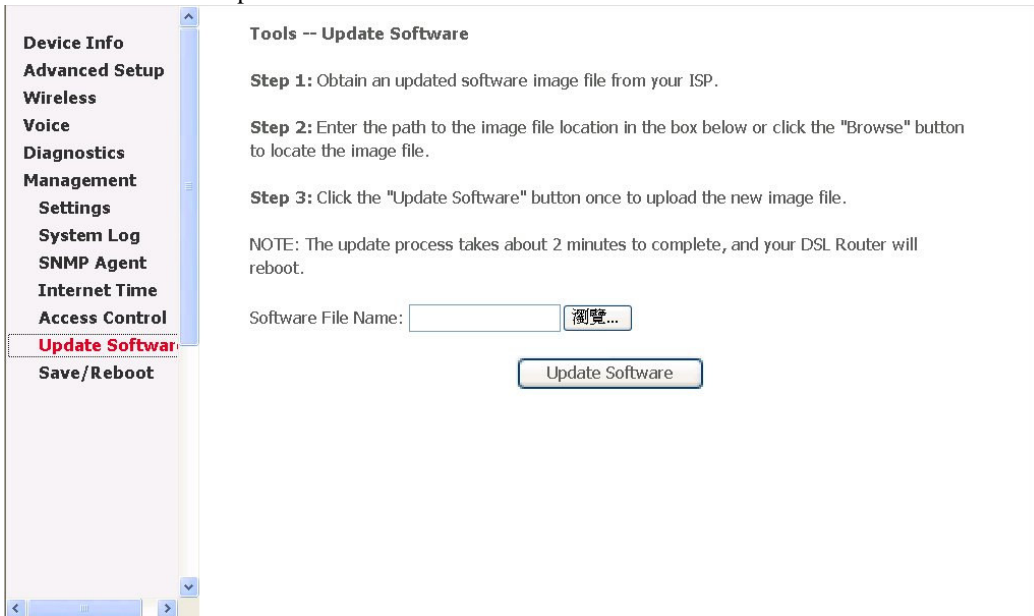 Device Info
Advanced Setup
Wireless
Voice
Diagnostics
Management
Settings
System Log
SNMP Agent
Internet Time
Access Control
Update Softwar
Save/Reboot
Tools -- Update Software
Step 1: Obtain an updated software image file from your ISP.
Step 2: Enter the path to the image file location in the box below or click the "Browse" button
to locate the image file.
Step 3: Click the "Update Software" button once to upload the new image file.
NOTE: The update process takes about 2 minutes to complete, and your DSL Router will
reboot.
Software File Name: 瀏覽...
Update Software